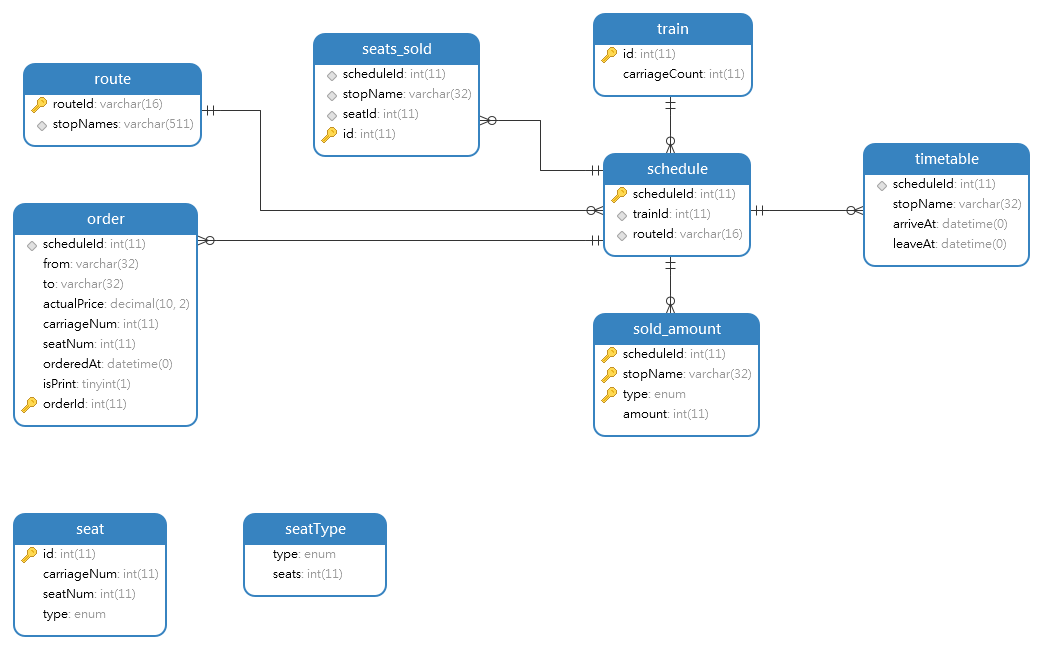 route
routeId: varchar(16)
stopNames: varchar(511)
seats_sold
scheduleId: int(11)
stopName: varchar(32)
seatId: int(11)
id: int(11)
train
id: int(11)
carriageCount: int(11)
schedule
scheduleId: int(11)
trainId: int(11)
routeId: varchar(16)
timetable
scheduleId: int(11)
stopName: varchar(32)
arriveAt: datetime(0)
leaveAt: datetime(0)
order
scheduleId: int(11)
from: varchar(32)
to: varchar(32)
actualPrice: decimal(10, 2)
carriageNum: int(11)
seatNum: int(11)
orderedAt: datetime(0)
isPrint: tinyint(1)
orderId: int(11)
sold_amount
scheduleId: int(11)
stopName: varchar(32)
type: enum
amount: int(11)
seat
id: int(11)
carriageNum: int(11)
seatNum: int(11)
type: enum
seatType
type: enum
seats: int(11)